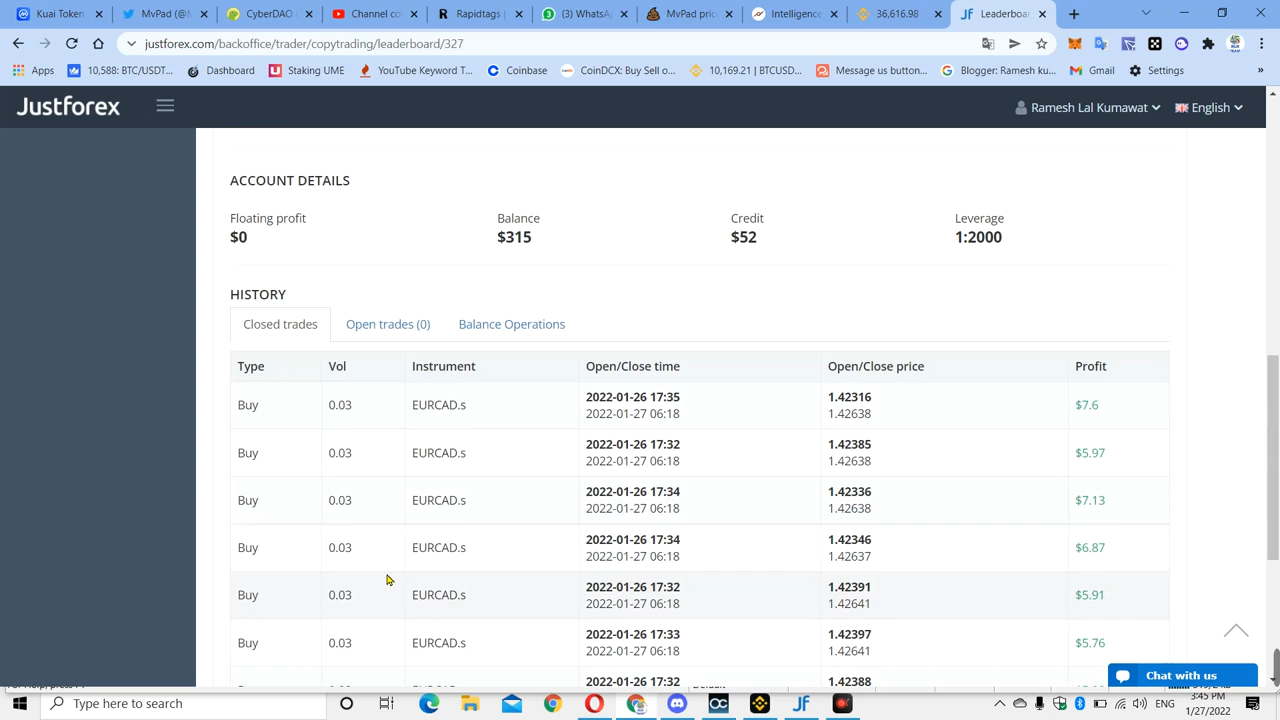 Kuai Token
MvPad (@M
CyberDAO
Channel co
Rapidtags |
(3) WhatsA
MvPad pric
Intelligence
36,616.98
Leaderboa
justforex.com/backoffice/trader/copytrading/leaderboard/327
Apps
10,588: BTC/USDT...
Dashboard
Staking UME
YouTube Keyword T...
Coinbase
CoinDCX: Buy Sell o...
10,169.21 | BTCUSD...
Message us button...
Blogger: Ramesh ku...
Gmail
Settings
»
Justforex
Ramesh Lal Kumawat
English
ACCOUNT DETAILS
Floating profit Balance Credit Leverage
$0 $315 $52 1:2000
HISTORY
Closed trades Open trades (0) Balance Operations
Type Vol Instrument Open/Close time Open/Close price Profit
2022-01-26 17:35 1.42316
Buy 0.03 EURCAD.s $7.6
2022-01-27 06:18 1.42638
2022-01-26 17:32 1.42385
Buy 0.03 EURCAD.s $5.97
2022-01-27 06:18 1.42638
2022-01-26 17:34 1.42336
Buy 0.03 EURCAD.s $7.13
2022-01-27 06:18 1.42638
2022-01-26 17:34 1.42346
Buy 0.03 EURCAD.s $6.87
2022-01-27 06:18 1.42637
2022-01-26 17:32 1.42391
Buy 0.03 EURCAD.s $5.91
2022-01-27 06:18 1.42641
2022-01-26 17:33 1.42397
Buy 0.03 EURCAD.s $5.76
2022-01-27 06:18 1.42641
2022-01-26 17:32 1.42388
Chat with us
Type here to search
ENG
3:45 PM
1/27/2022